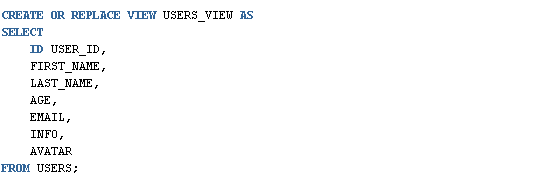 CREATE OR REPLACE VIEW USERS_VIEW AS
SELECT
    ID USER_ID,
    FIRST_NAME,
    LAST_NAME,
    AGE,
    EMAIL,
    INFO,
    AVATAR
FROM USERS;